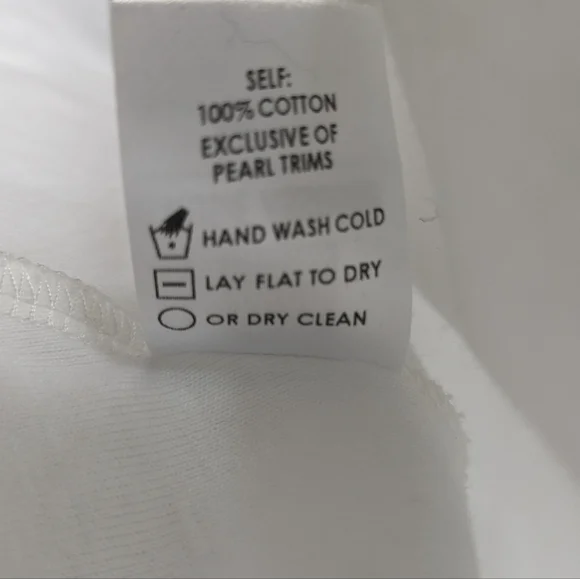 SELF:
100% COTTON
EXCLUSIVE OF
PEARL TRIMS
HAND WASH COLD
LAY FLAT TO DRY
OR DRY CLEAN